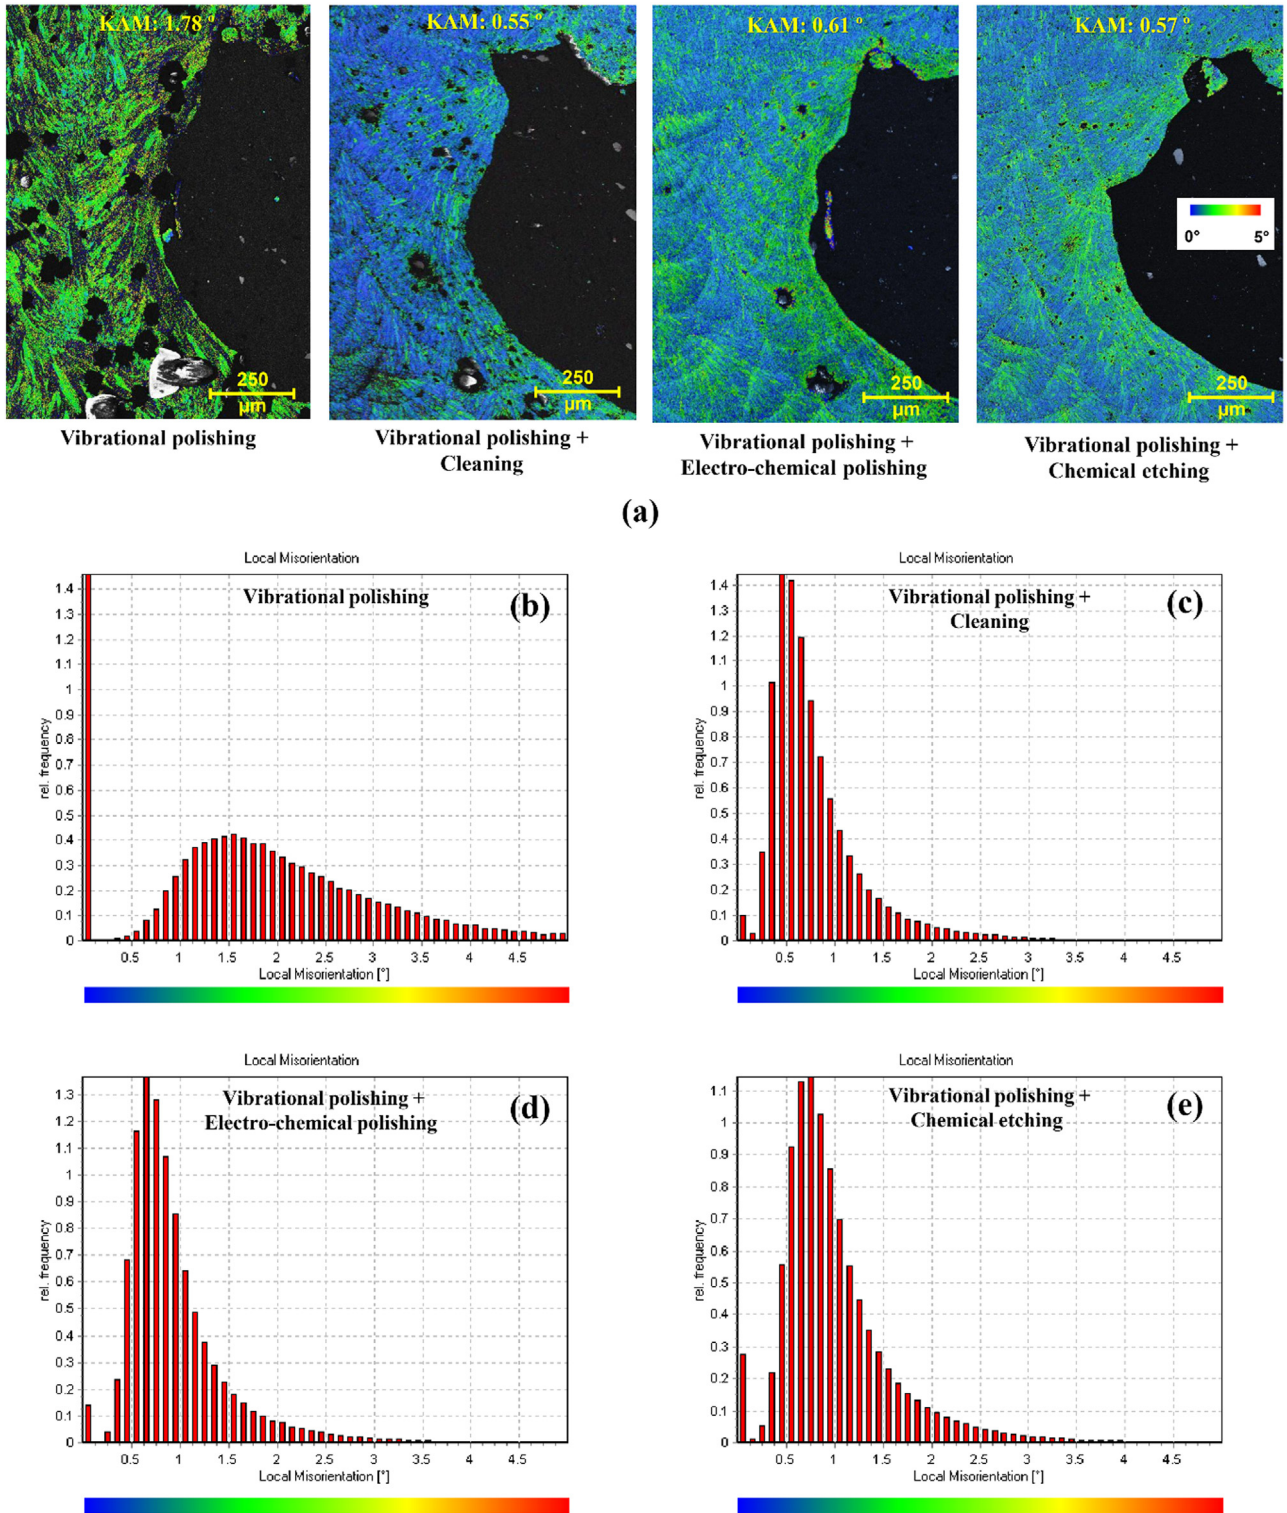 KAM: 1.78 °
KAM: 0.55 °
KAM: 0.61 °
KAM: 0.57 °
0° 5°
250
μm
250
μm
250
μm
250
μm
Vibrational polishing
Vibrational polishing +
Cleaning
Vibrational polishing +
Electro-chemical polishing
Vibrational polishing +
Chemical etching
(a)
Local Misorientation
Vibrational polishing
(b)
rel. frequency
1.4
1.3
1.2
1.1
1
0.9
0.8
0.7
0.6
0.5
0.4
0.3
0.2
0.1
0
0.5 1 1.5 2 2.5 3 3.5 4 4.5
Local Misorientation [°]
Local Misorientation
Vibrational polishing +
Cleaning
(c)
rel. frequency
1.4
1.3
1.2
1.1
1
0.9
0.8
0.7
0.6
0.5
0.4
0.3
0.2
0.1
0
0.5 1 1.5 2 2.5 3 3.5 4 4.5
Local Misorientation [°]
Local Misorientation
Vibrational polishing +
Electro-chemical polishing
(d)
rel. frequency
1.3
1.2
1.1
1
0.9
0.8
0.7
0.6
0.5
0.4
0.3
0.2
0.1
0
0.5 1 1.5 2 2.5 3 3.5 4 4.5
Local Misorientation [°]
Local Misorientation
Vibrational polishing +
Chemical etching
(e)
rel. frequency
1.1
1
0.9
0.8
0.7
0.6
0.5
0.4
0.3
0.2
0.1
0
0.5 1 1.5 2 2.5 3 3.5 4 4.5
Local Misorientation [°]